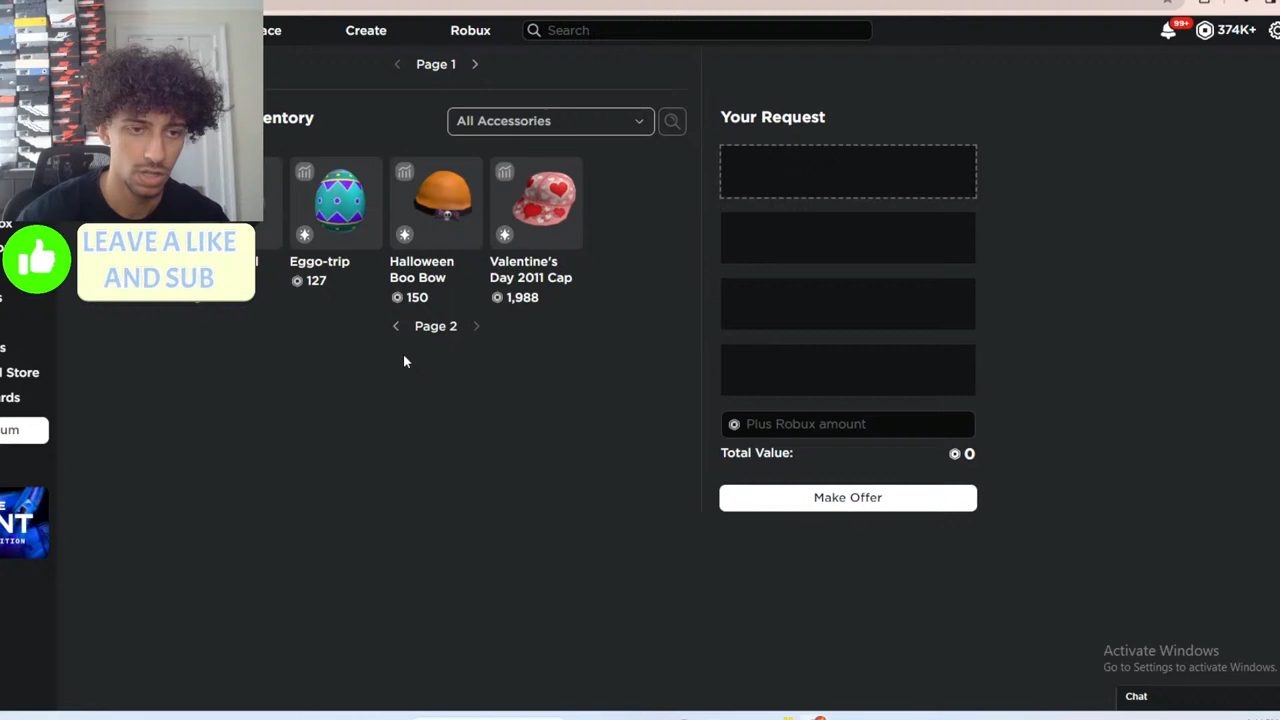 ace
Create
Robux
Search
99+
374K+
Page 1
entory
All Accessories
Your Request
LEAVE A LIKE
AND SUB
Eggo-trip
127
Halloween
Boo Bow
150
Valentine's
Day 2011 Cap
1,988
Page 2
ox
s
s
l Store
rds
um
E
NT
ITION
Plus Robux amount
Total Value:
0
Make Offer
Activate Windows
Go to Settings to activate Windows.
Chat